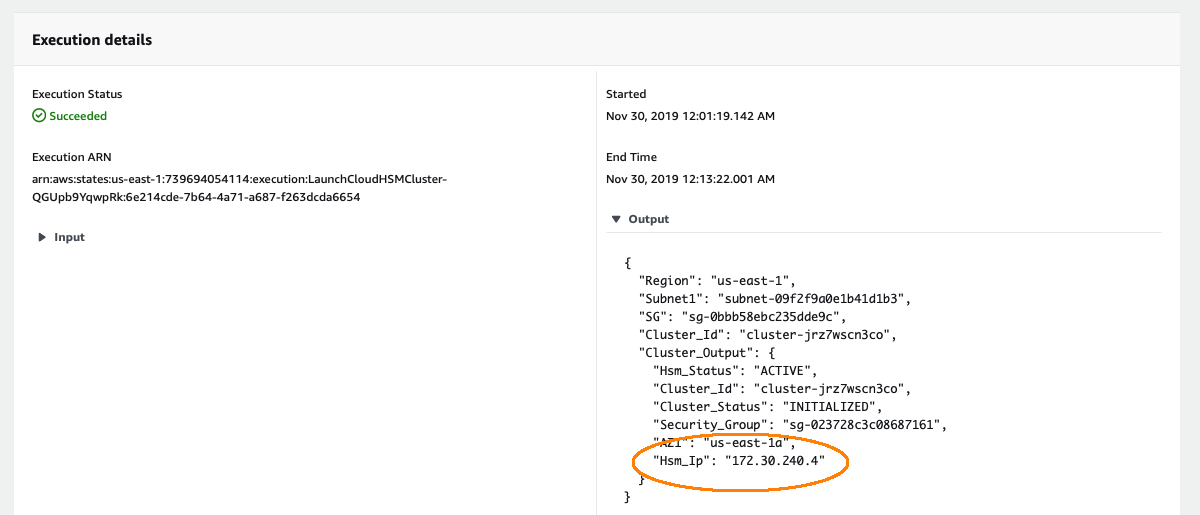 Execution details
Execution Status
Succeeded
Execution ARN
arn:aws:states:us-east-1:739694054114:execution:LaunchCloudHSMCluster-
QGUpb9YqwpRk:6e214cde-7b64-4a71-a687-f263dcda6654
Input
Started
Nov 30, 2019 12:01:19.142 AM
End Time
Nov 30, 2019 12:13:22.001 AM
Output
{
"Region": "us-east-1",
"Subnet1": "subnet-09f2f9a0e1b41d1b3",
"SG": "sg-0bbb58ebc235dde9c",
"Cluster_Id": "cluster-jrz7wscn3co",
"Cluster_Output": {
"Hsm_Status": "ACTIVE",
"Cluster_Id": "cluster-jrz7wscn3co",
"Cluster_Status": "INITIALIZED",
"Security_Group": "sg-023728c3c08687161",
"AZ1": "us-east-1a",
"Hsm_Ip": "172.30.240.4"
}
}